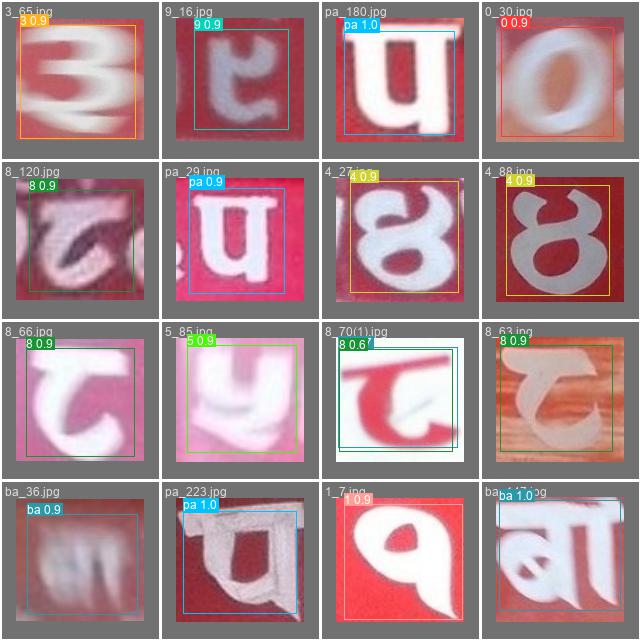 3_65.jpg 9_16.jpg pa_180.jpg 0_30.jpg
3 0.9 9 0.9 pa 1.0 0 0.9
३ ९ प ०
8_120.jpg pa_29.jpg 4_27.jpg 4_88.jpg
8 0.9 pa 0.9 4 0.9 4 0.9
८ प ४ ४
8_66.jpg 5_85.jpg 8_70(1).jpg 8_63.jpg
8 0.9 5 0.9 8 0.6 8 0.9
८ ५ ८ ८
ba_36.jpg pa_223.jpg 1_7.jpg
ba 0.9 pa 1.0 1 0.9 ba 1.0
प १ बा